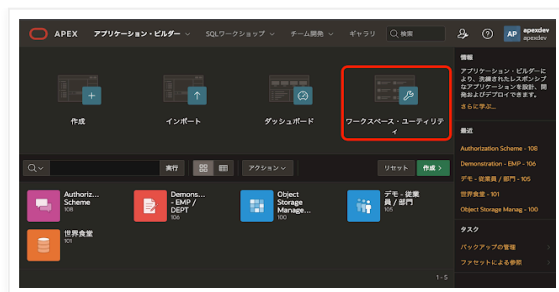 APEX アプリケーション・ビルダー SQLワークショップ チーム開発 ギャラリ 検索 AP apexdev
apexdev
作成
インポート
ダッシュボード
ワークスペース・ユーティリテ
ィ
実行
アクション
リセット
作成
Authoriz...
Scheme
108
Demons...
- EMP /
DEPT
106
Object
Storage
Manage...
100
デモ - 従業
員 / 部門
105
世界食堂
101
1 - 5
情報
アプリケーション・ビルダーに
より、洗練されたレスポンシブ
なアプリケーションを設計、開
発およびデプロイできます。
さらに学ぶ...
最近
Authorization Scheme - 108
Demonstration - EMP - 106
デモ - 従業員 / 部門 - 105
世界食堂 - 101
Object Storage Manag - 100
タスク
バックアップの管理
ファセットによる参照